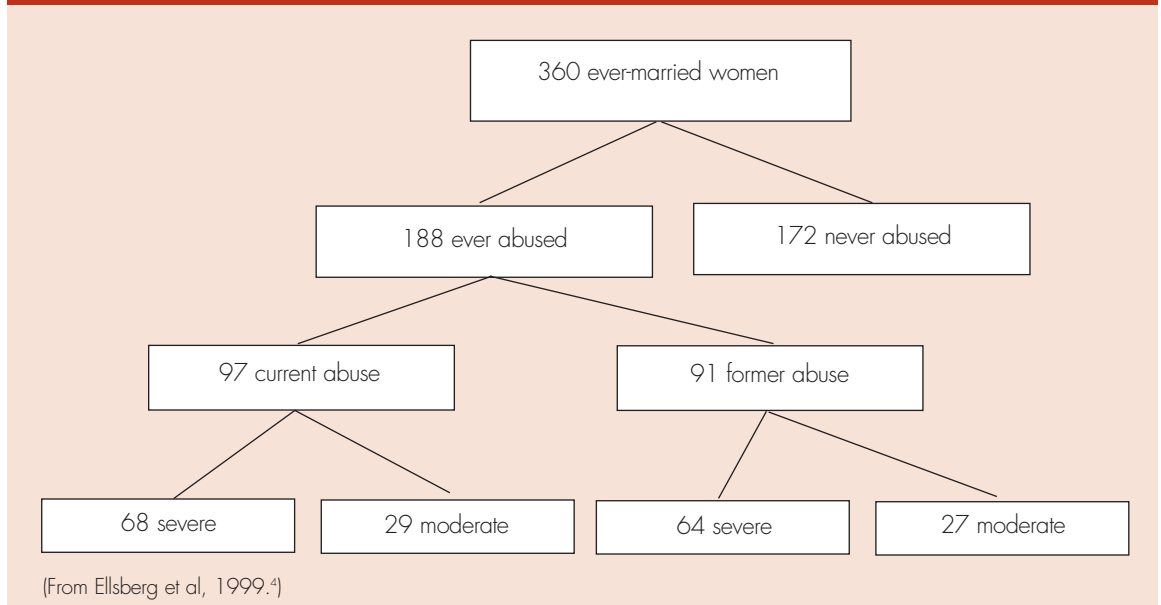 360 ever-married women
188 ever abused
172 never abused
97 current abuse
91 former abuse
68 severe
29 moderate
64 severe
27 moderate
(From Ellsberg et al, 1999.⁴)